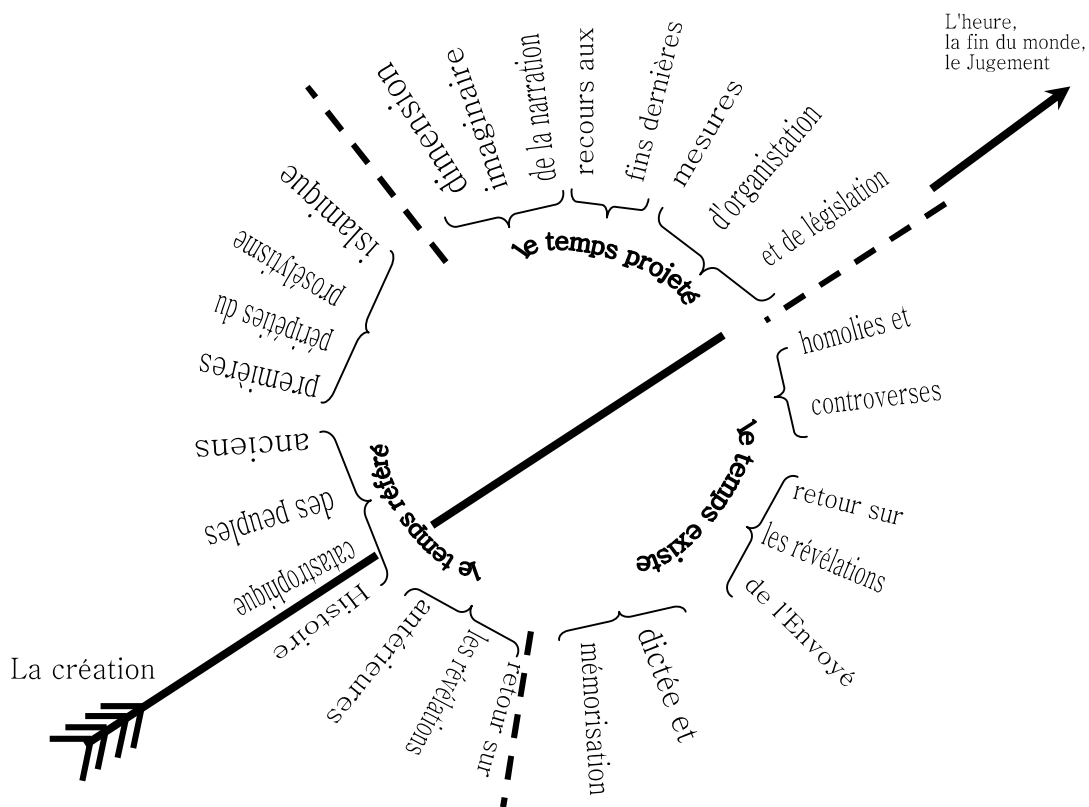 L'heure,
la fin du monde,
le Jugement
dimension
imaginaire
de la narration
recours aux
fins dernières
mesures
d'organistation
et de législation
le temps projeté
homolies et
controverses
retour sur
les révélations
de l'Envoyé
dictée et
mémorisation
le temps existe
retour sur
les révélations
antérieures
Histoire
catastrophique
des peuples
anciens
premières
péripéties du
prosélytisme
islamique
le temps référé
La création